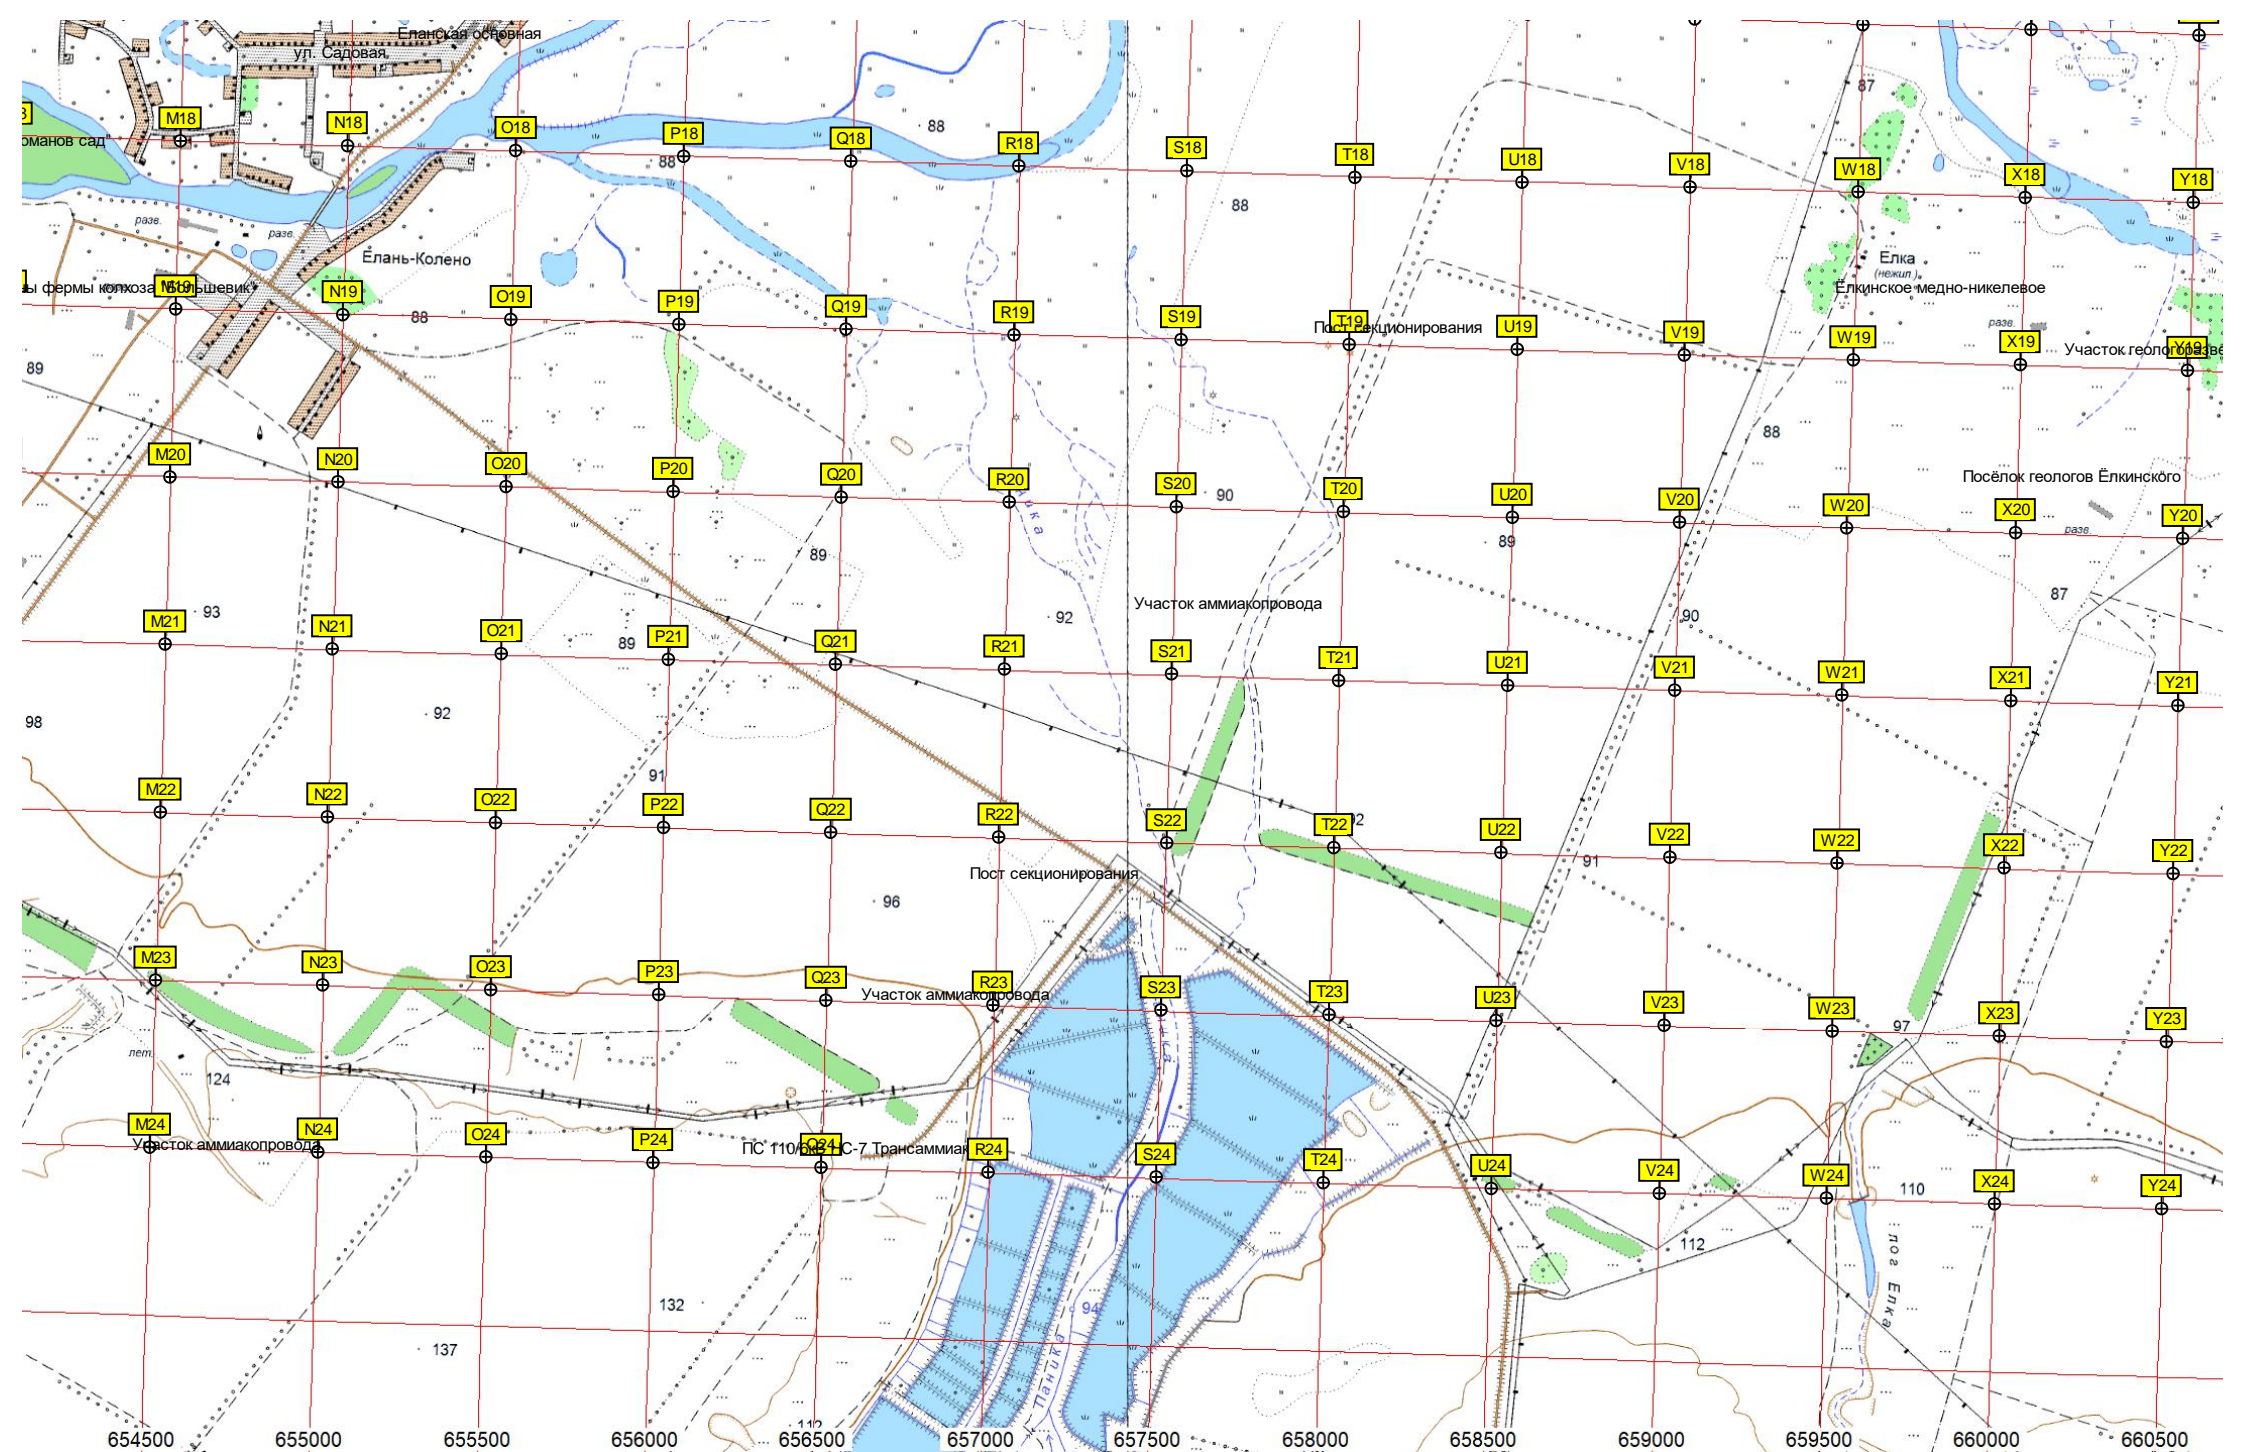 Еланская основная
ул. Садовая
87
M18
N18
O18
P18
Q18
R18
S18
T18
U18
V18
W18
X18
Y18
88
88
88
разв.
разв.
Елань-Колено
Елка
(нежил.)
Ёлкинское медно-никелевое
M19
N19
O19
P19
Q19
R19
S19
T19
U19
V19
W19
X19
Y19
88
Пост секционирования
разв.
89
88
M20
N20
O20
P20
Q20
R20
S20
T20
U20
V20
W20
X20
Y20
Посёлок геологов Ёлкинского
90
разв.
89
89
87
93
92
Участок аммиакопровода
90
M21
N21
O21
P21
Q21
R21
S21
T21
U21
V21
W21
X21
Y21
89
98
92
91
M22
N22
O22
P22
Q22
R22
S22
T22
U22
V22
W22
X22
Y22
91
Пост секционирования
96
M23
N23
O23
P23
Q23
R23
S23
T23
U23
V23
W23
X23
Y23
Участок аммиакопровода
97
лет.
124
M24
N24
O24
P24
Q24
R24
S24
T24
U24
V24
W24
X24
Y24
Участок аммиакопровода
110
112
лог Елка
132
94
Паника
137
654500 655000 655500 656000 656500 657000 657500 658000 658500 659000 659500 660000 660500